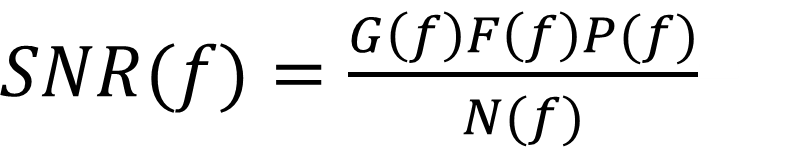 SNR(f) = G(f)F(f)P(f) / N(f)